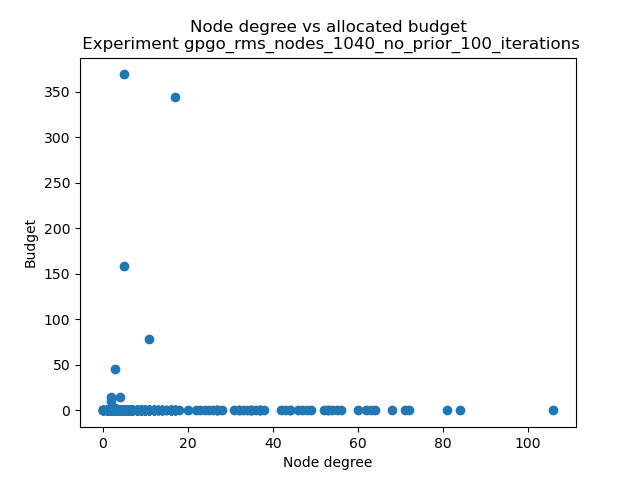 Node degree vs allocated budget
Experiment gpgo_rms_nodes_1040_no_prior_100_iterations
350
300
250
200
150
100
50
0
Budget
0 20 40 60 80 100
Node degree